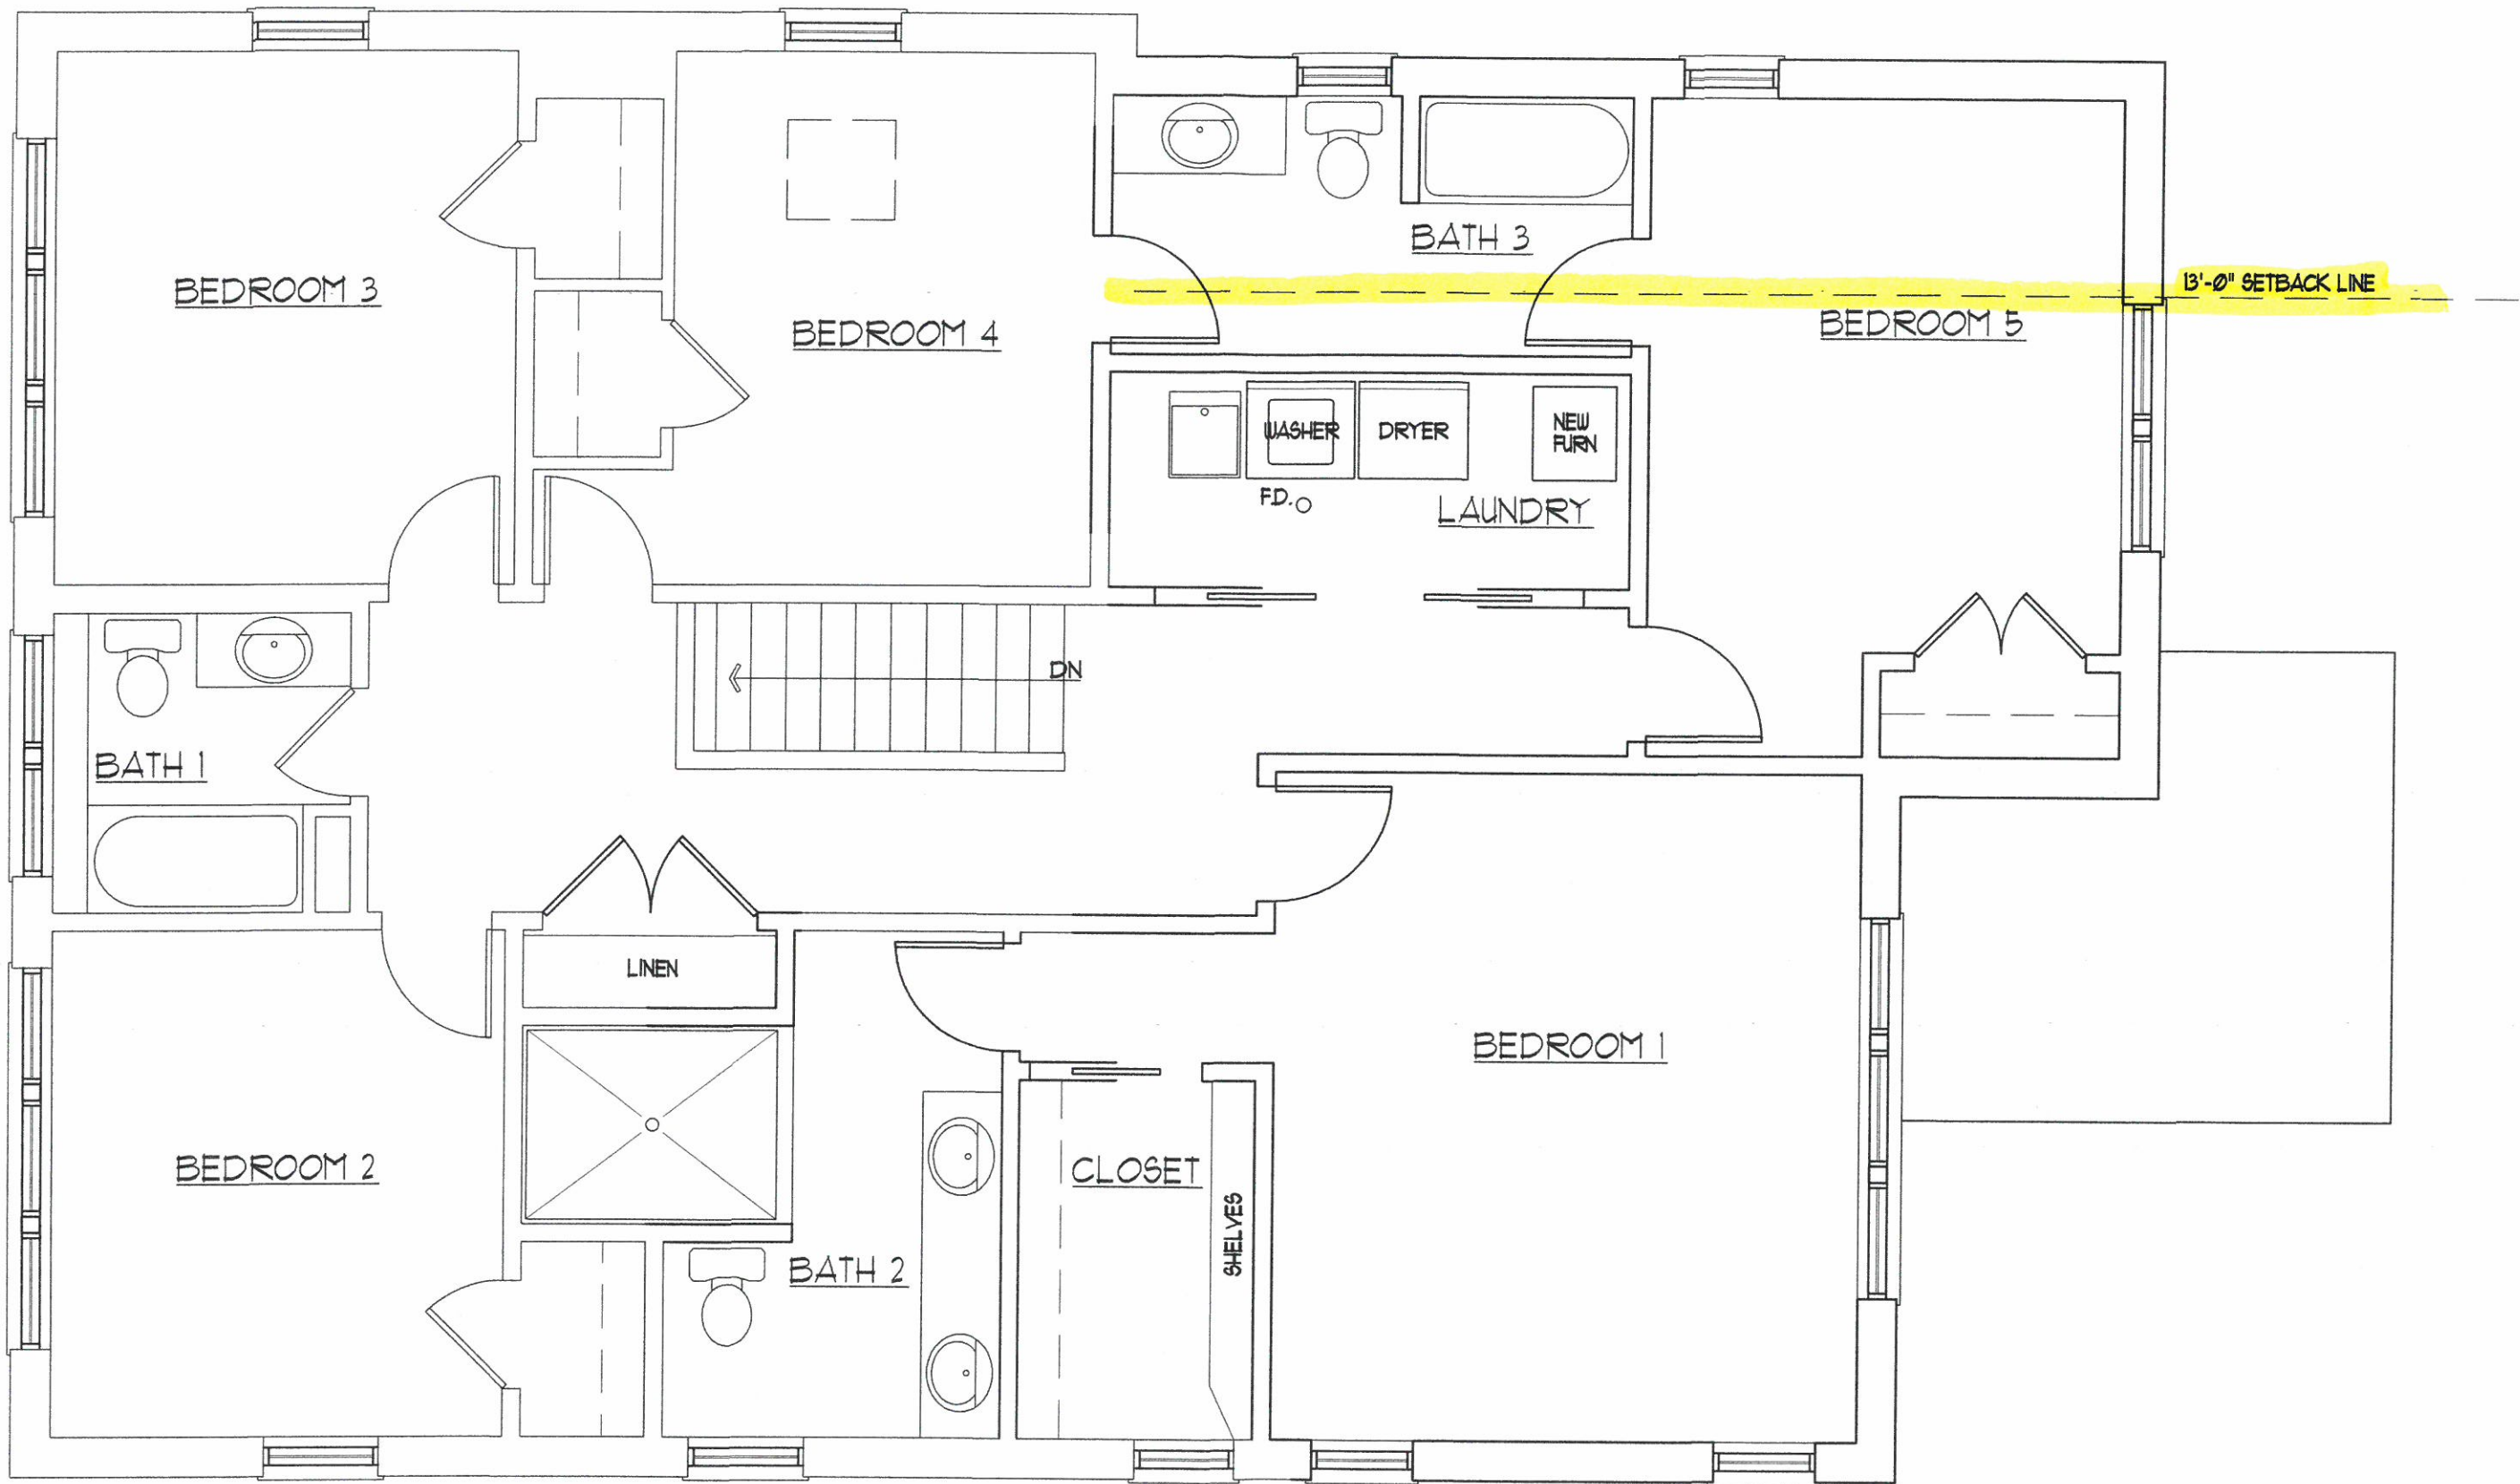 BATH 3
13'-0" SETBACK LINE
BEDROOM 3
BEDROOM 4
BEDROOM 5
WASHER
DRYER
NEW
FURN
FD.
LAUNDRY
DN
BATH 1
LINEN
BEDROOM 1
BEDROOM 2
CLOSET
SHELVES
BATH 2